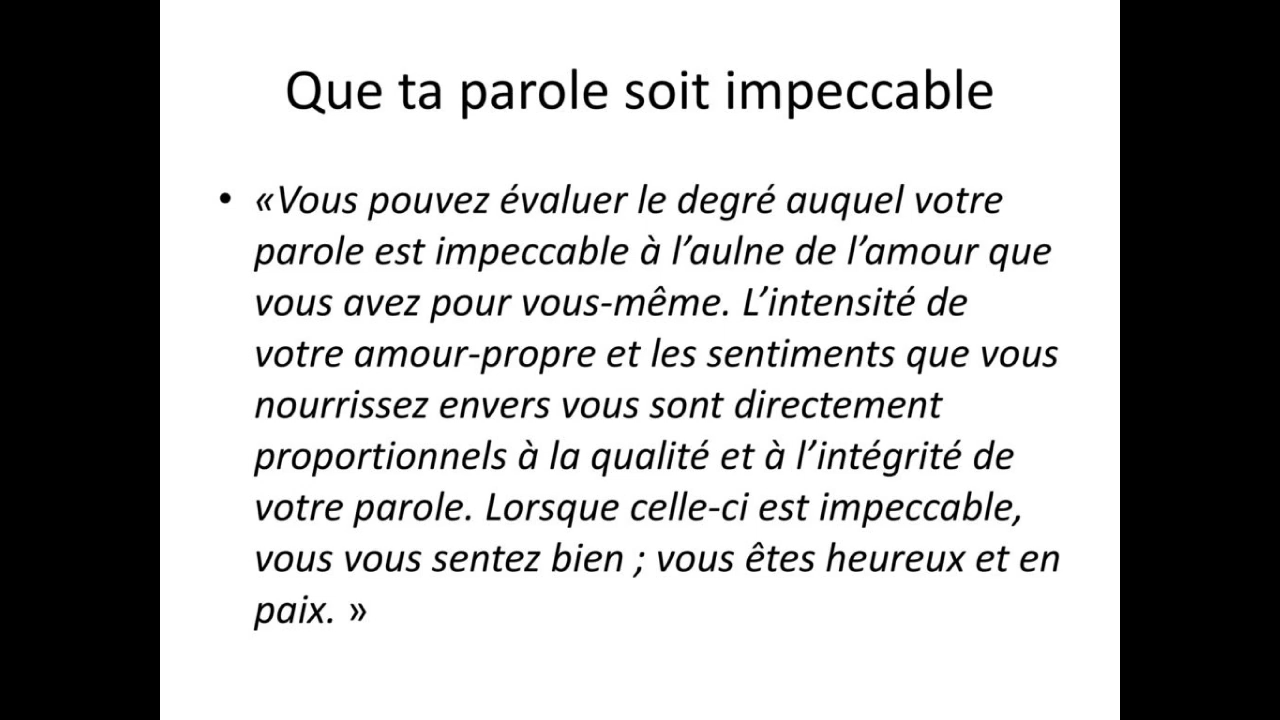 Que ta parole soit impeccable
• «Vous pouvez évaluer le degré auquel votre
parole est impeccable à l’aulne de l’amour que
vous avez pour vous-même. L’intensité de
votre amour-propre et les sentiments que vous
nourrissez envers vous sont directement
proportionnels à la qualité et à l’intégrité de
votre parole. Lorsque celle-ci est impeccable,
vous vous sentez bien ; vous êtes heureux et en
paix. »